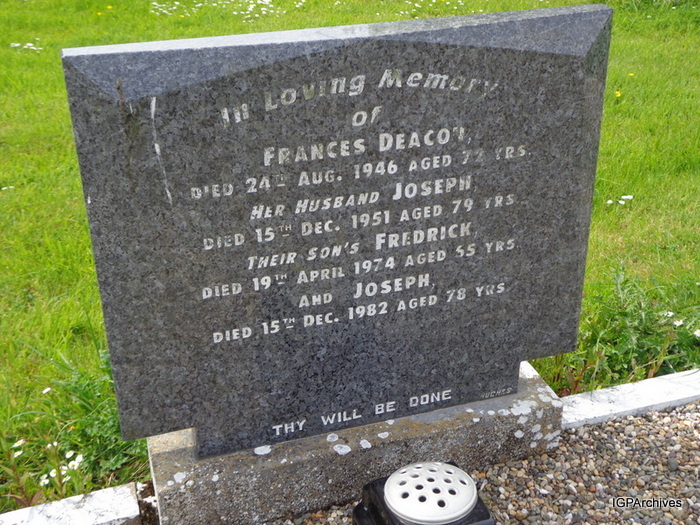 In Loving Memory
OF
FRANCES DEACON,
DIED 24TH AUG. 1946 AGED 72 YRS.
HER HUSBAND JOSEPH,
DIED 15TH DEC. 1951 AGED 79 YRS.
THEIR SON'S FREDRICK,
DIED 19TH APRIL 1974 AGED 55 YRS.
AND JOSEPH,
DIED 15TH DEC. 1982 AGED 78 YRS.
THY WILL BE DONE
HUGHES
IGPArchives